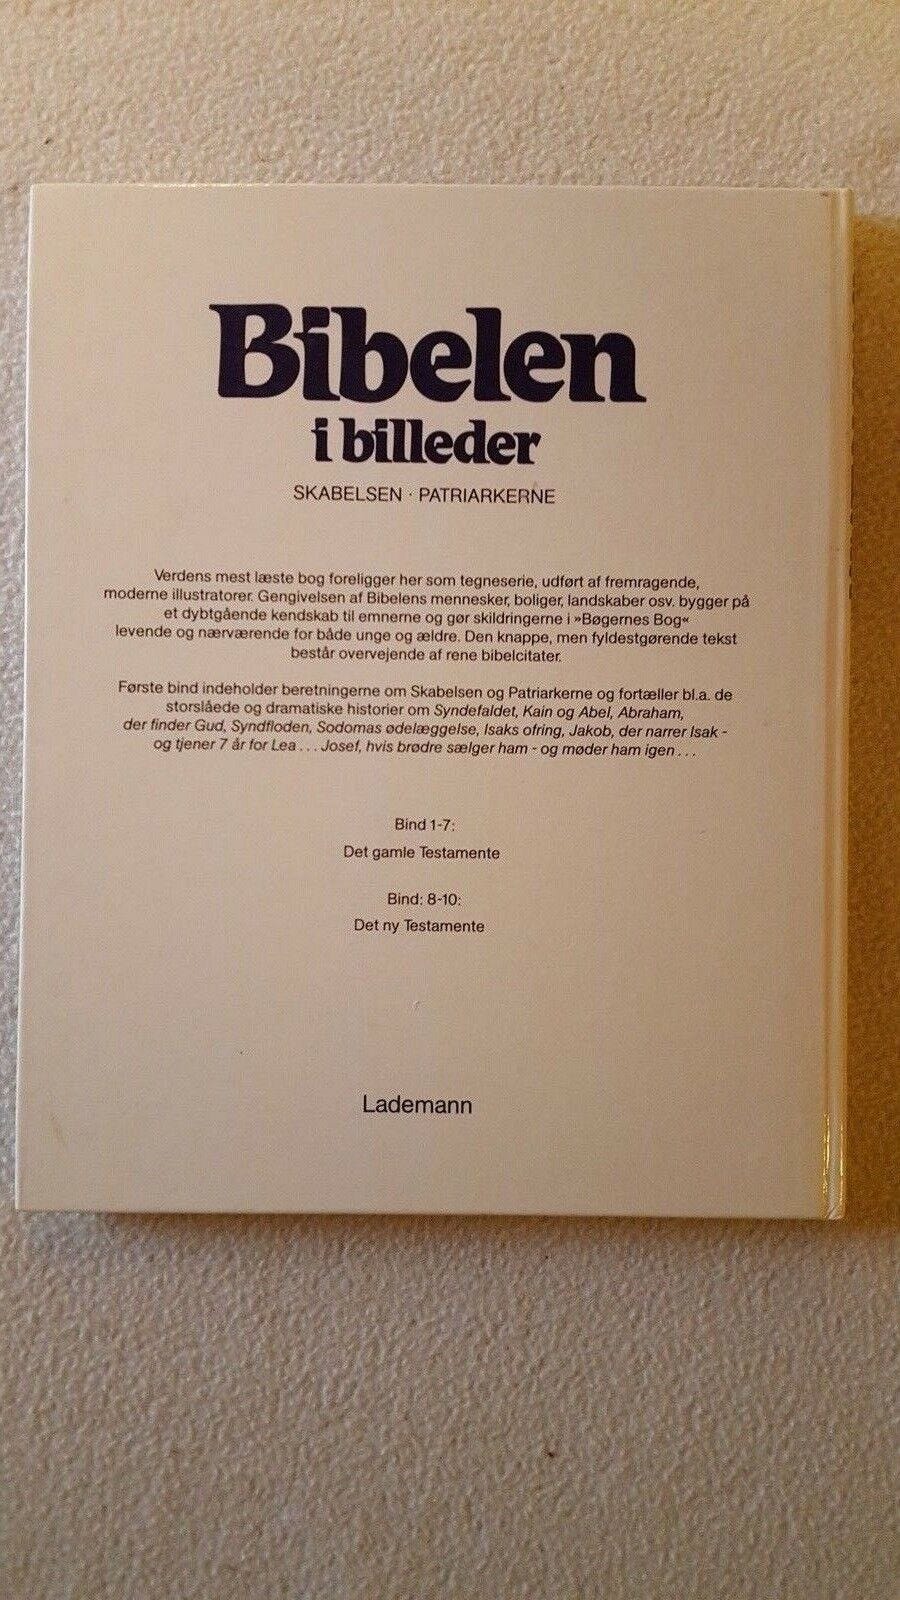 Bibelen
i billeder
SKABELSEN · PATRIARKERNE
Verdens mest læste bog foreligger her som tegneserie, udført af fremragende,
moderne illustratorer. Gengivelsen af Bibelens mennesker, boliger, landskaber osv. bygger på
et dybtgående kendskab til emnerne og gør skildringerne i »Bøgernes Bog«
levende og nærværende for både unge og ældre. Den knappe, men fyldestgørende tekst
består overvejende af rene bibelcitater.
Første bind indeholder beretningerne om Skabelsen og Patriarkerne og fortæller bl.a. de
storslåede og dramatiske historier om Syndefaldet, Kain og Abel, Abraham,
der finder Gud, Syndfloden, Sodomas ødelæggelse, Isaks ofring, Jakob, der narrer Isak -
og tjener 7 år for Lea . . . Josef, hvis brødre sælger ham - og møder ham igen . . .
Bind 1-7:
Det gamle Testamente
Bind: 8-10:
Det ny Testamente
Lademann